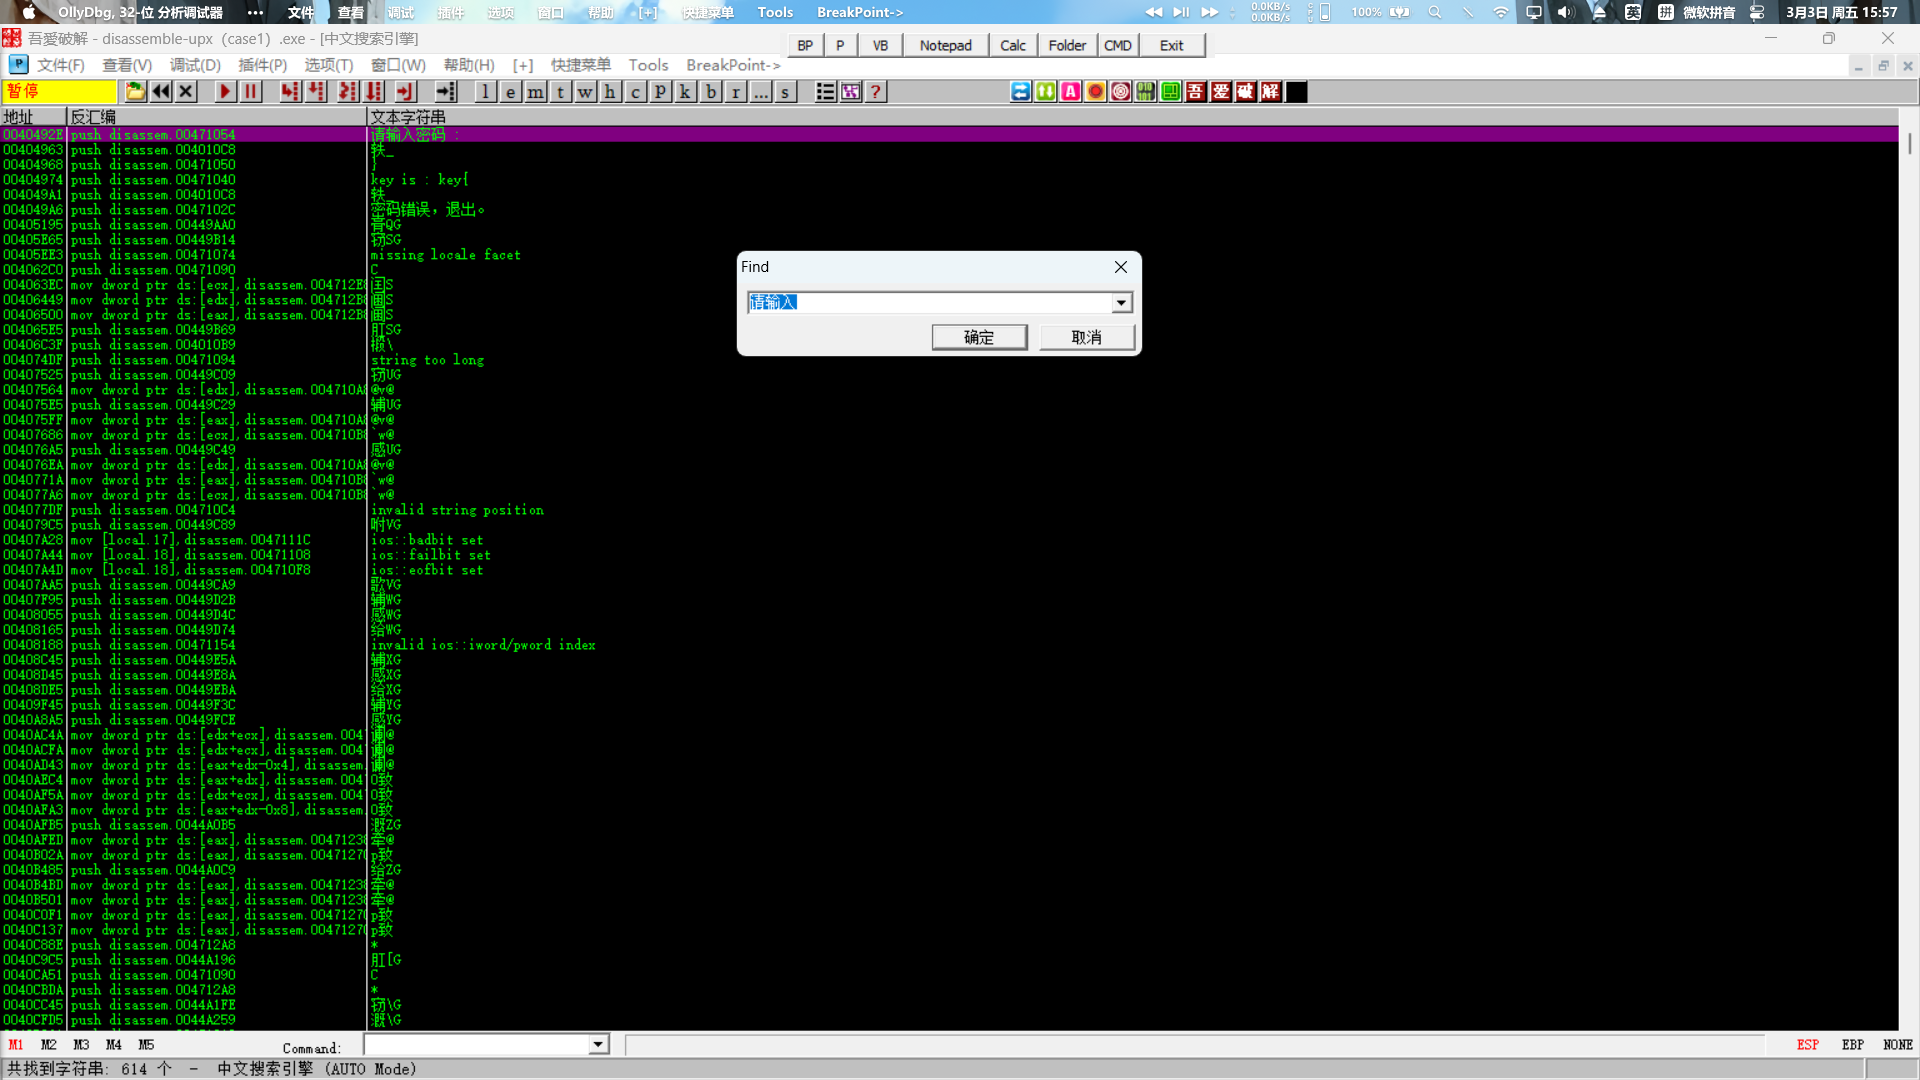 OllyDbg, 32-位 分析调试器 ••• 文件 查看 调试 插件 选项 窗口 帮助 [+] 快捷菜单 Tools BreakPoint-> 0.0KB/s 0.0KB/s 100% 英 拼 微软拼音 3月3日 周五 15:57
吾爱破解 - disassemble-upx（case1）.exe - [中文搜索引擎]
BP P VB Notepad Calc Folder CMD Exit
文件(F) 查看(V) 调试(D) 插件(P) 选项(T) 窗口(W) 帮助(H) [+] 快捷菜单 Tools BreakPoint->
暂停 l e m t w h c P k b r ... s ? 吾 爱 破 解
地址 反汇编 文本字符串
0040492E push disassem.00471054 请输入密码 :
00404963 push disassem.004010C8 轶_
00404968 push disassem.00471050 }
00404974 push disassem.00471040 key is : key{
004049A1 push disassem.004010C8 轶_
004049A6 push disassem.0047102C 密码错误，退出。
00405195 push disassem.00449AA0 QG
00405E65 push disassem.00449B14 窃SG
00405EE3 push disassem.00471074 missing locale facet
004062C0 push disassem.00471090 C
004063EC mov dword ptr ds:[ecx],disassem.004712E S
00406449 mov dword ptr ds:[ecx],disassem.004712B S
00406500 mov dword ptr ds:[eax],disassem.004712B S
004065E5 push disassem.00449B69 肛SG
00406C3F push disassem.004010B9 \
004074DF push disassem.00471094 string too long
00407525 push disassem.00449C09 窃UG
00407564 mov dword ptr ds:[edx],disassem.004710A @v@
004075E5 push disassem.00449C29 辅UG
004075FF mov dword ptr ds:[eax],disassem.004710A @v@
00407686 mov dword ptr ds:[ecx],disassem.004710B `w@
004076A5 push disassem.00449C49 感UG
004076EA mov dword ptr ds:[edx],disassem.004710A @v@
0040771A mov dword ptr ds:[eax],disassem.004710B `w@
004077A6 mov dword ptr ds:[ecx],disassem.004710B `w@
004077DF push disassem.004710C4 invalid string position
004079C5 push disassem.00449C89 咐VG
00407A28 mov [local.17],disassem.0047111C ios::badbit set
00407A44 mov [local.18],disassem.00471108 ios::failbit set
00407A4D mov [local.18],disassem.004710F8 ios::eofbit set
00407AA5 push disassem.00449CA9 歌VG
00407F95 push disassem.00449D2B 辅WG
00408055 push disassem.00449D4C 感WG
00408165 push disassem.00449D74 给WG
00408188 push disassem.00471154 invalid ios::iword/pword index
00408C45 push disassem.00449E5A 辅XG
00408D45 push disassem.00449E8A 感XG
00408DE5 push disassem.00449EBA 给XG
00409F45 push disassem.00449F3C 辅YG
0040A8A5 push disassem.00449FCE 感YG
0040AC4A mov dword ptr ds:[edx+ecx],disassem.004 @
0040ACFA mov dword ptr ds:[edx+ecx],disassem.004 @
0040AD43 mov dword ptr ds:[eax+edx-0x4],disassem. @
0040AEC4 mov dword ptr ds:[eax+edx],disassem.004 0致
0040AF5A mov dword ptr ds:[edx+ecx],disassem.004 0致
0040AFA3 mov dword ptr ds:[eax+edx-0x8],disassem. 0致
0040AFB5 push disassem.0044A0B5 溉ZG
0040AFED mov dword ptr ds:[eax],disassem.0047123 牵@
0040B02A mov dword ptr ds:[eax],disassem.0047127 p致
0040B485 push disassem.0044A0C9 给ZG
0040B4BD mov dword ptr ds:[eax],disassem.0047123 牵@
0040B501 mov dword ptr ds:[eax],disassem.0047123 牵@
0040C0F1 mov dword ptr ds:[eax],disassem.0047127 p致
0040C137 mov dword ptr ds:[eax],disassem.0047127 p致
0040C88E push disassem.004712A8 *
0040C9C5 push disassem.0044A196 肛[G
0040CA51 push disassem.00471090 C
0040CBDA push disassem.004712A8 *
0040CC45 push disassem.0044A1FE 窃\G
0040CFD5 push disassem.0044A259 溉\G
Find
请输入
确定 取消
M1 M2 M3 M4 M5 Command: ESP EBP NONE
共找到字符串: 614 个 - 中文搜索引擎 (AUTO Mode)